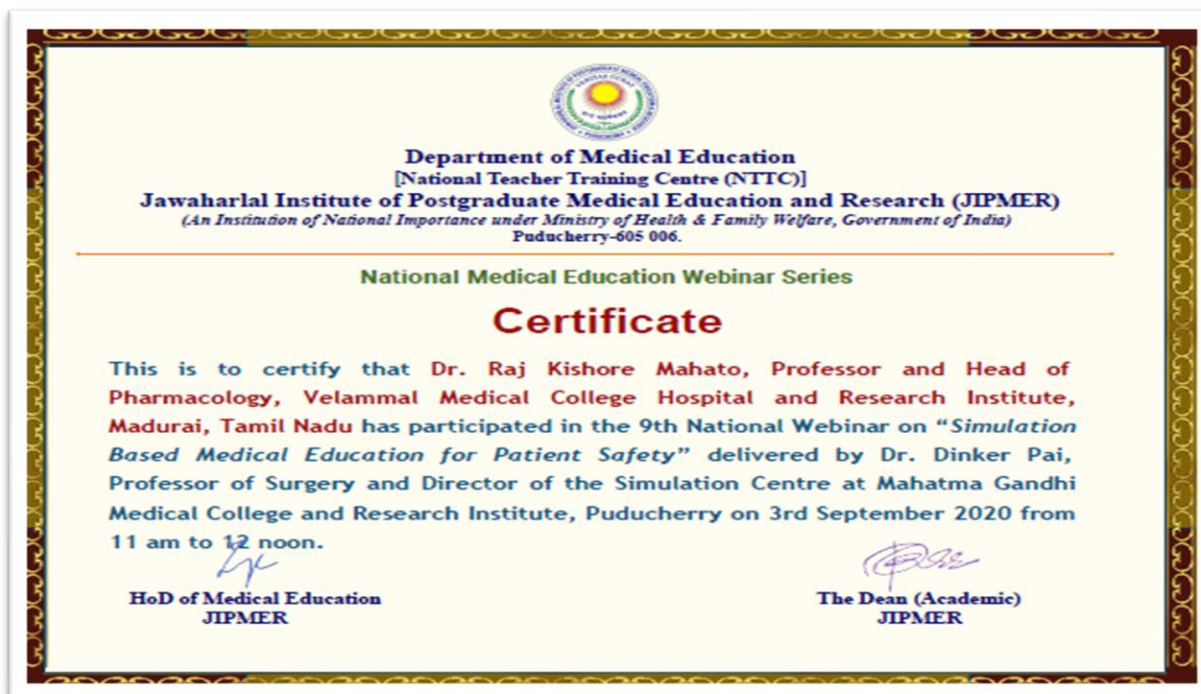 Department of Medical Education
[National Teacher Training Centre (NTTC)]
Jawaharlal Institute of Postgraduate Medical Education and Research (JIPMER)
(An Institution of National Importance under Ministry of Health & Family Welfare, Government of India)
Puducherry-605 006.
National Medical Education Webinar Series
Certificate
This is to certify that Dr. Raj Kishore Mahato, Professor and Head of
Pharmacology, Velammal Medical College Hospital and Research Institute,
Madurai, Tamil Nadu has participated in the 9th National Webinar on “Simulation
Based Medical Education for Patient Safety” delivered by Dr. Dinker Pai,
Professor of Surgery and Director of the Simulation Centre at Mahatma Gandhi
Medical College and Research Institute, Puducherry on 3rd September 2020 from
11 am to 12 noon.
HoD of Medical Education
JIPMER
The Dean (Academic)
JIPMER